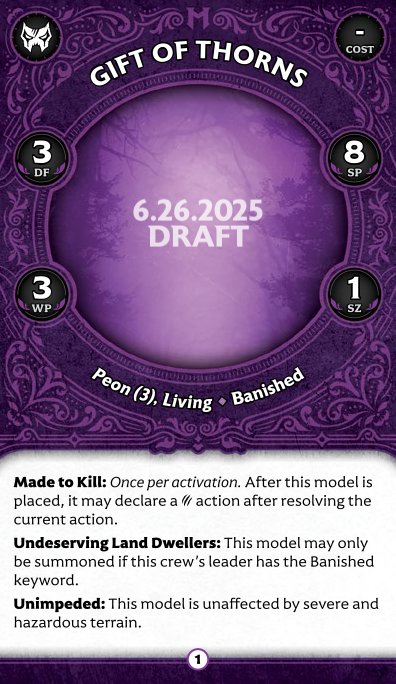 GIFT OF THORNS
-
COST
3
DF
8
SP
6.26.2025
DRAFT
3
WP
1
SZ
Peon (3), Living ◆ Banished
Made to Kill: Once per activation. After this model is
placed, it may declare a action after resolving the
current action.
Undeserving Land Dwellers: This model may only
be summoned if this crew’s leader has the Banished
keyword.
Unimpeded: This model is unaffected by severe and
hazardous terrain.
1